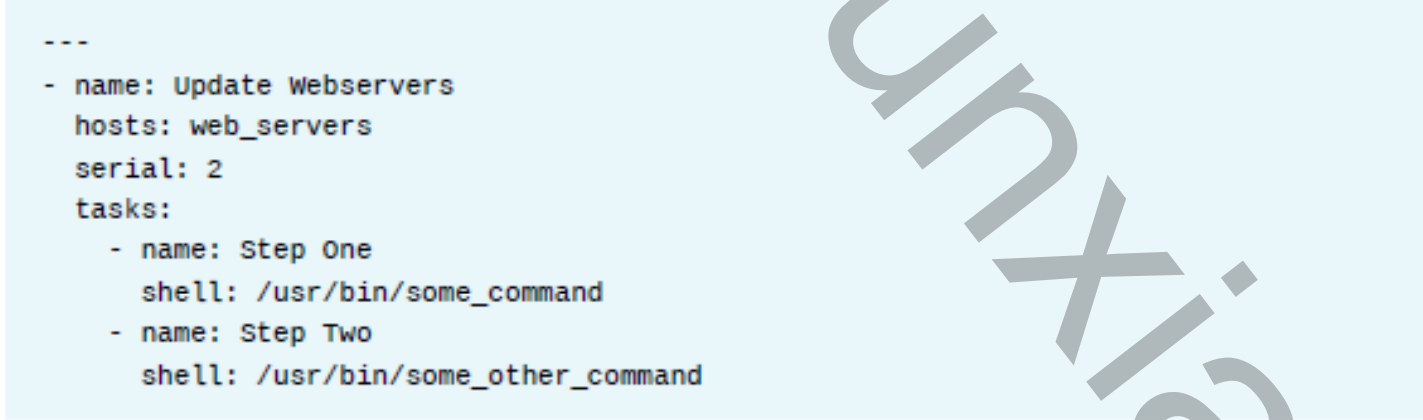 ---
- name: Update Webservers
  hosts: web_servers
  serial: 2
  tasks:
    - name: Step One
      shell: /usr/bin/some_command
    - name: Step Two
      shell: /usr/bin/some_other_command
unxia